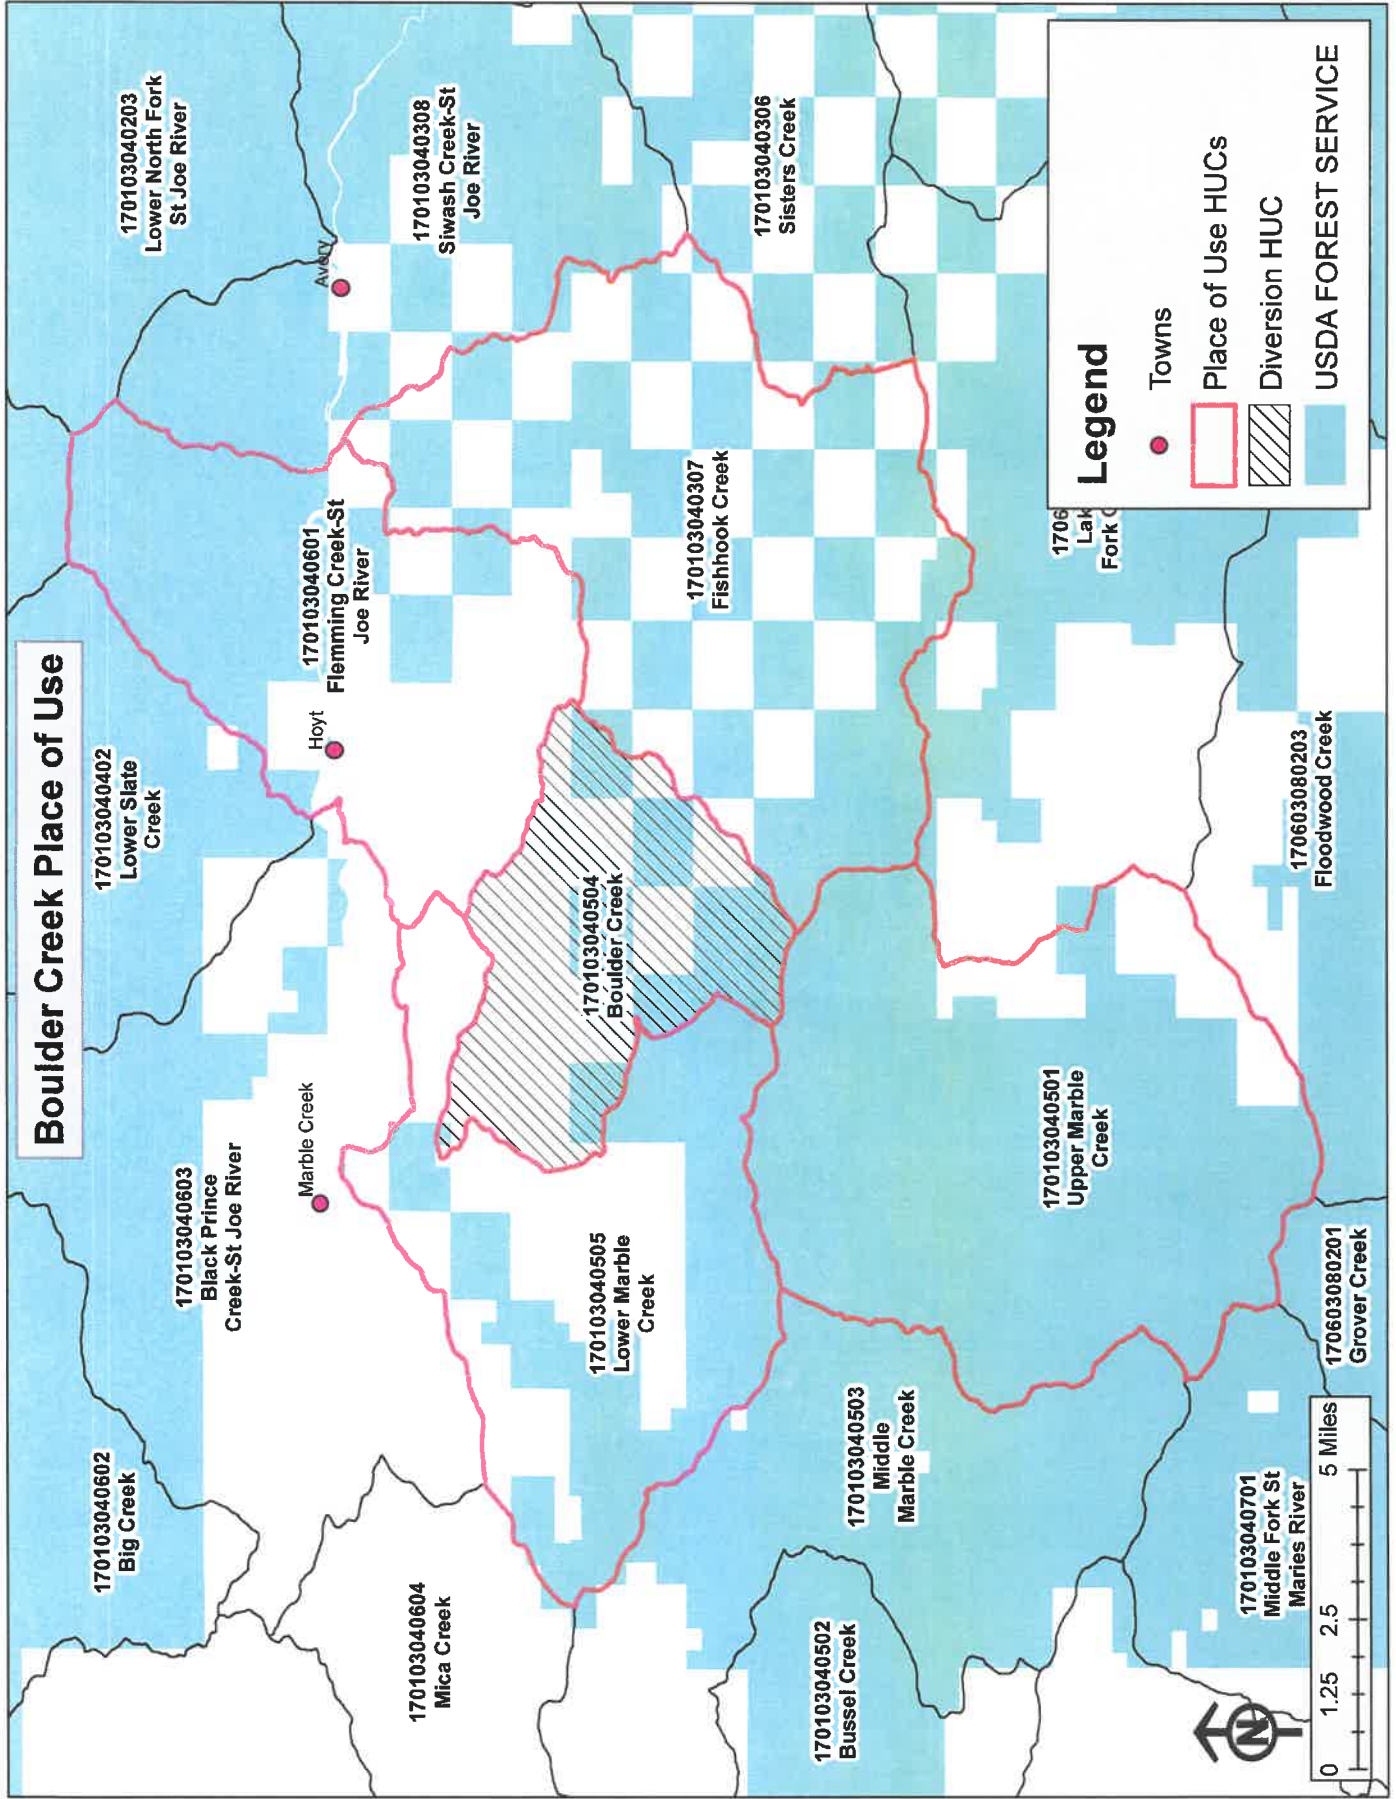 Boulder Creek Place of Use
170103040602
Big Creek
170103040603
Black Prince
Creek-St Joe River
170103040402
Lower Slate
Creek
170103040203
Lower North Fork
St Joe River
Marble Creek
Hoyt
Avery
170103040601
Flemming Creek-St
Joe River
170103040308
Siwash Creek-St
Joe River
170103040604
Mica Creek
170103040505
Lower Marble
Creek
170103040504
Boulder Creek
170103040307
Fishhook Creek
170103040306
Sisters Creek
170103040502
Bussel Creek
170103040503
Middle
Marble Creek
170103040501
Upper Marble
Creek
1706
Lak
Fork
170103040701
Middle Fork St
Maries River
170603080201
Grover Creek
170603080203
Floodwood Creek
N
0 1.25 2.5 5 Miles
Legend
Towns
Place of Use HUCs
Diversion HUC
USDA FOREST SERVICE